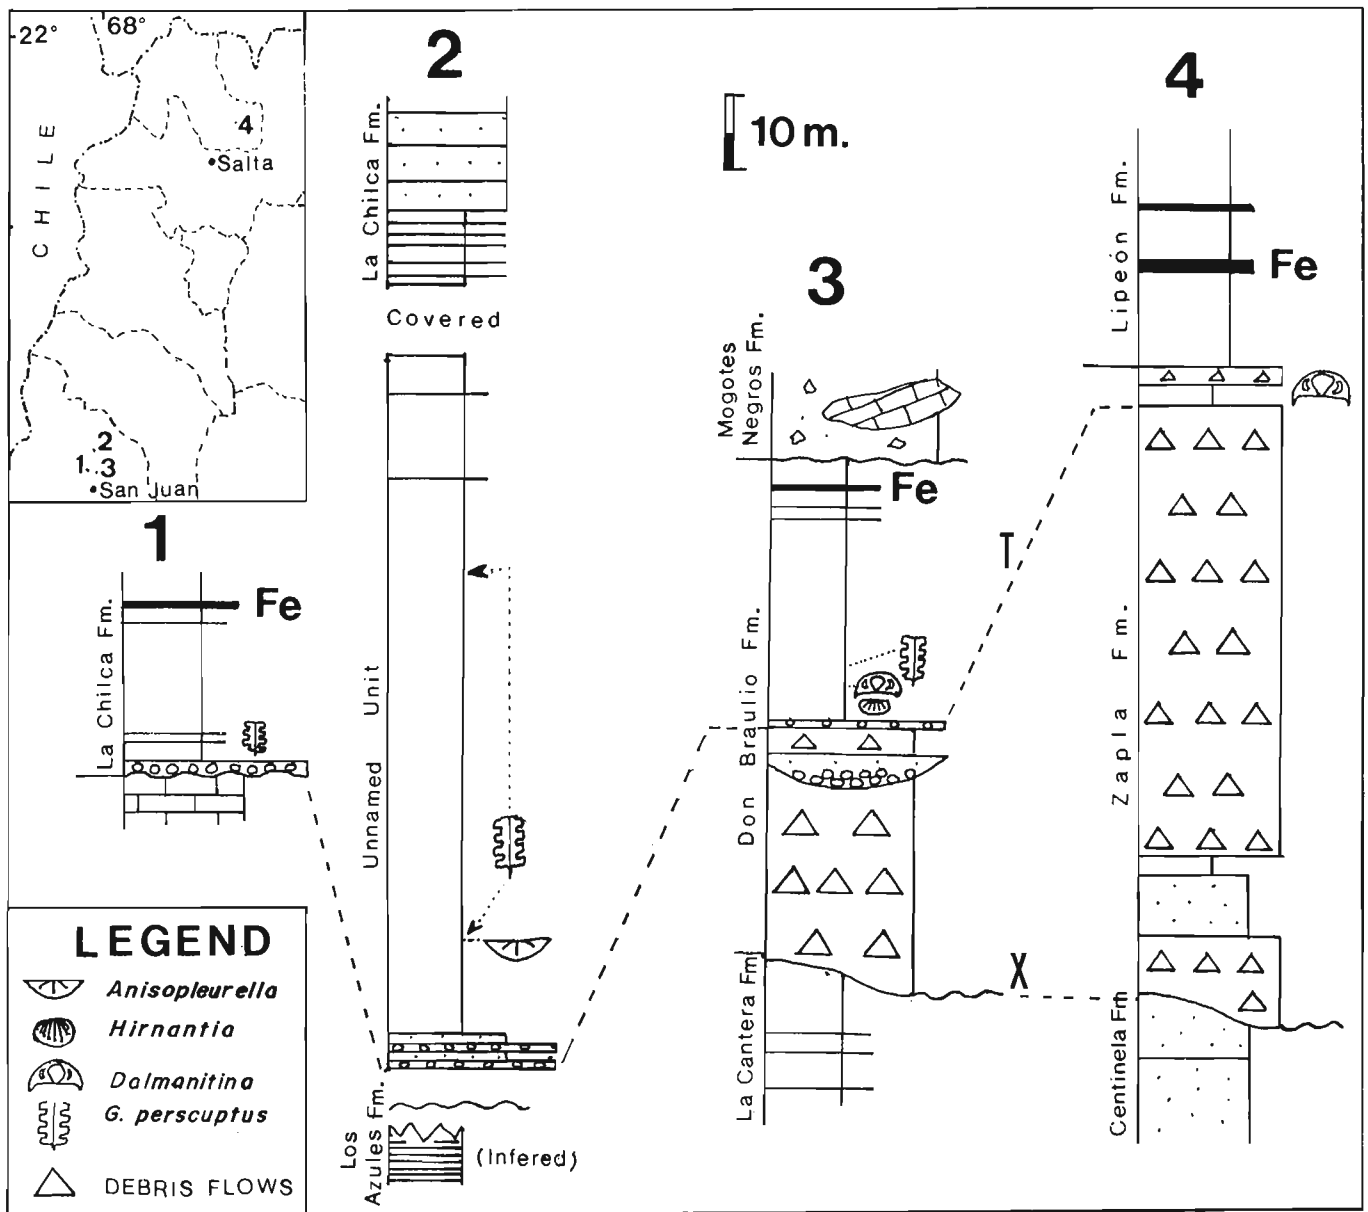 22°
68°
CHILE
4
Salta
2
1
3
San Juan
1
La Chilca Fm.
Fe
2
La Chilca Fm.
Covered
Unnamed Unit
Los
Azules Fm.
(Infered)
10 m.
3
Mogotes
Negros Fm.
Fe
Don Braulio Fm.
La Cantera Fm
T
X
4
Lipeón Fm.
Fe
Zapla Fm.
Centinela Fm
LEGEND
Anisopleurella
Hirnantia
Dalmanitina
G. perscuptus
DEBRIS FLOWS